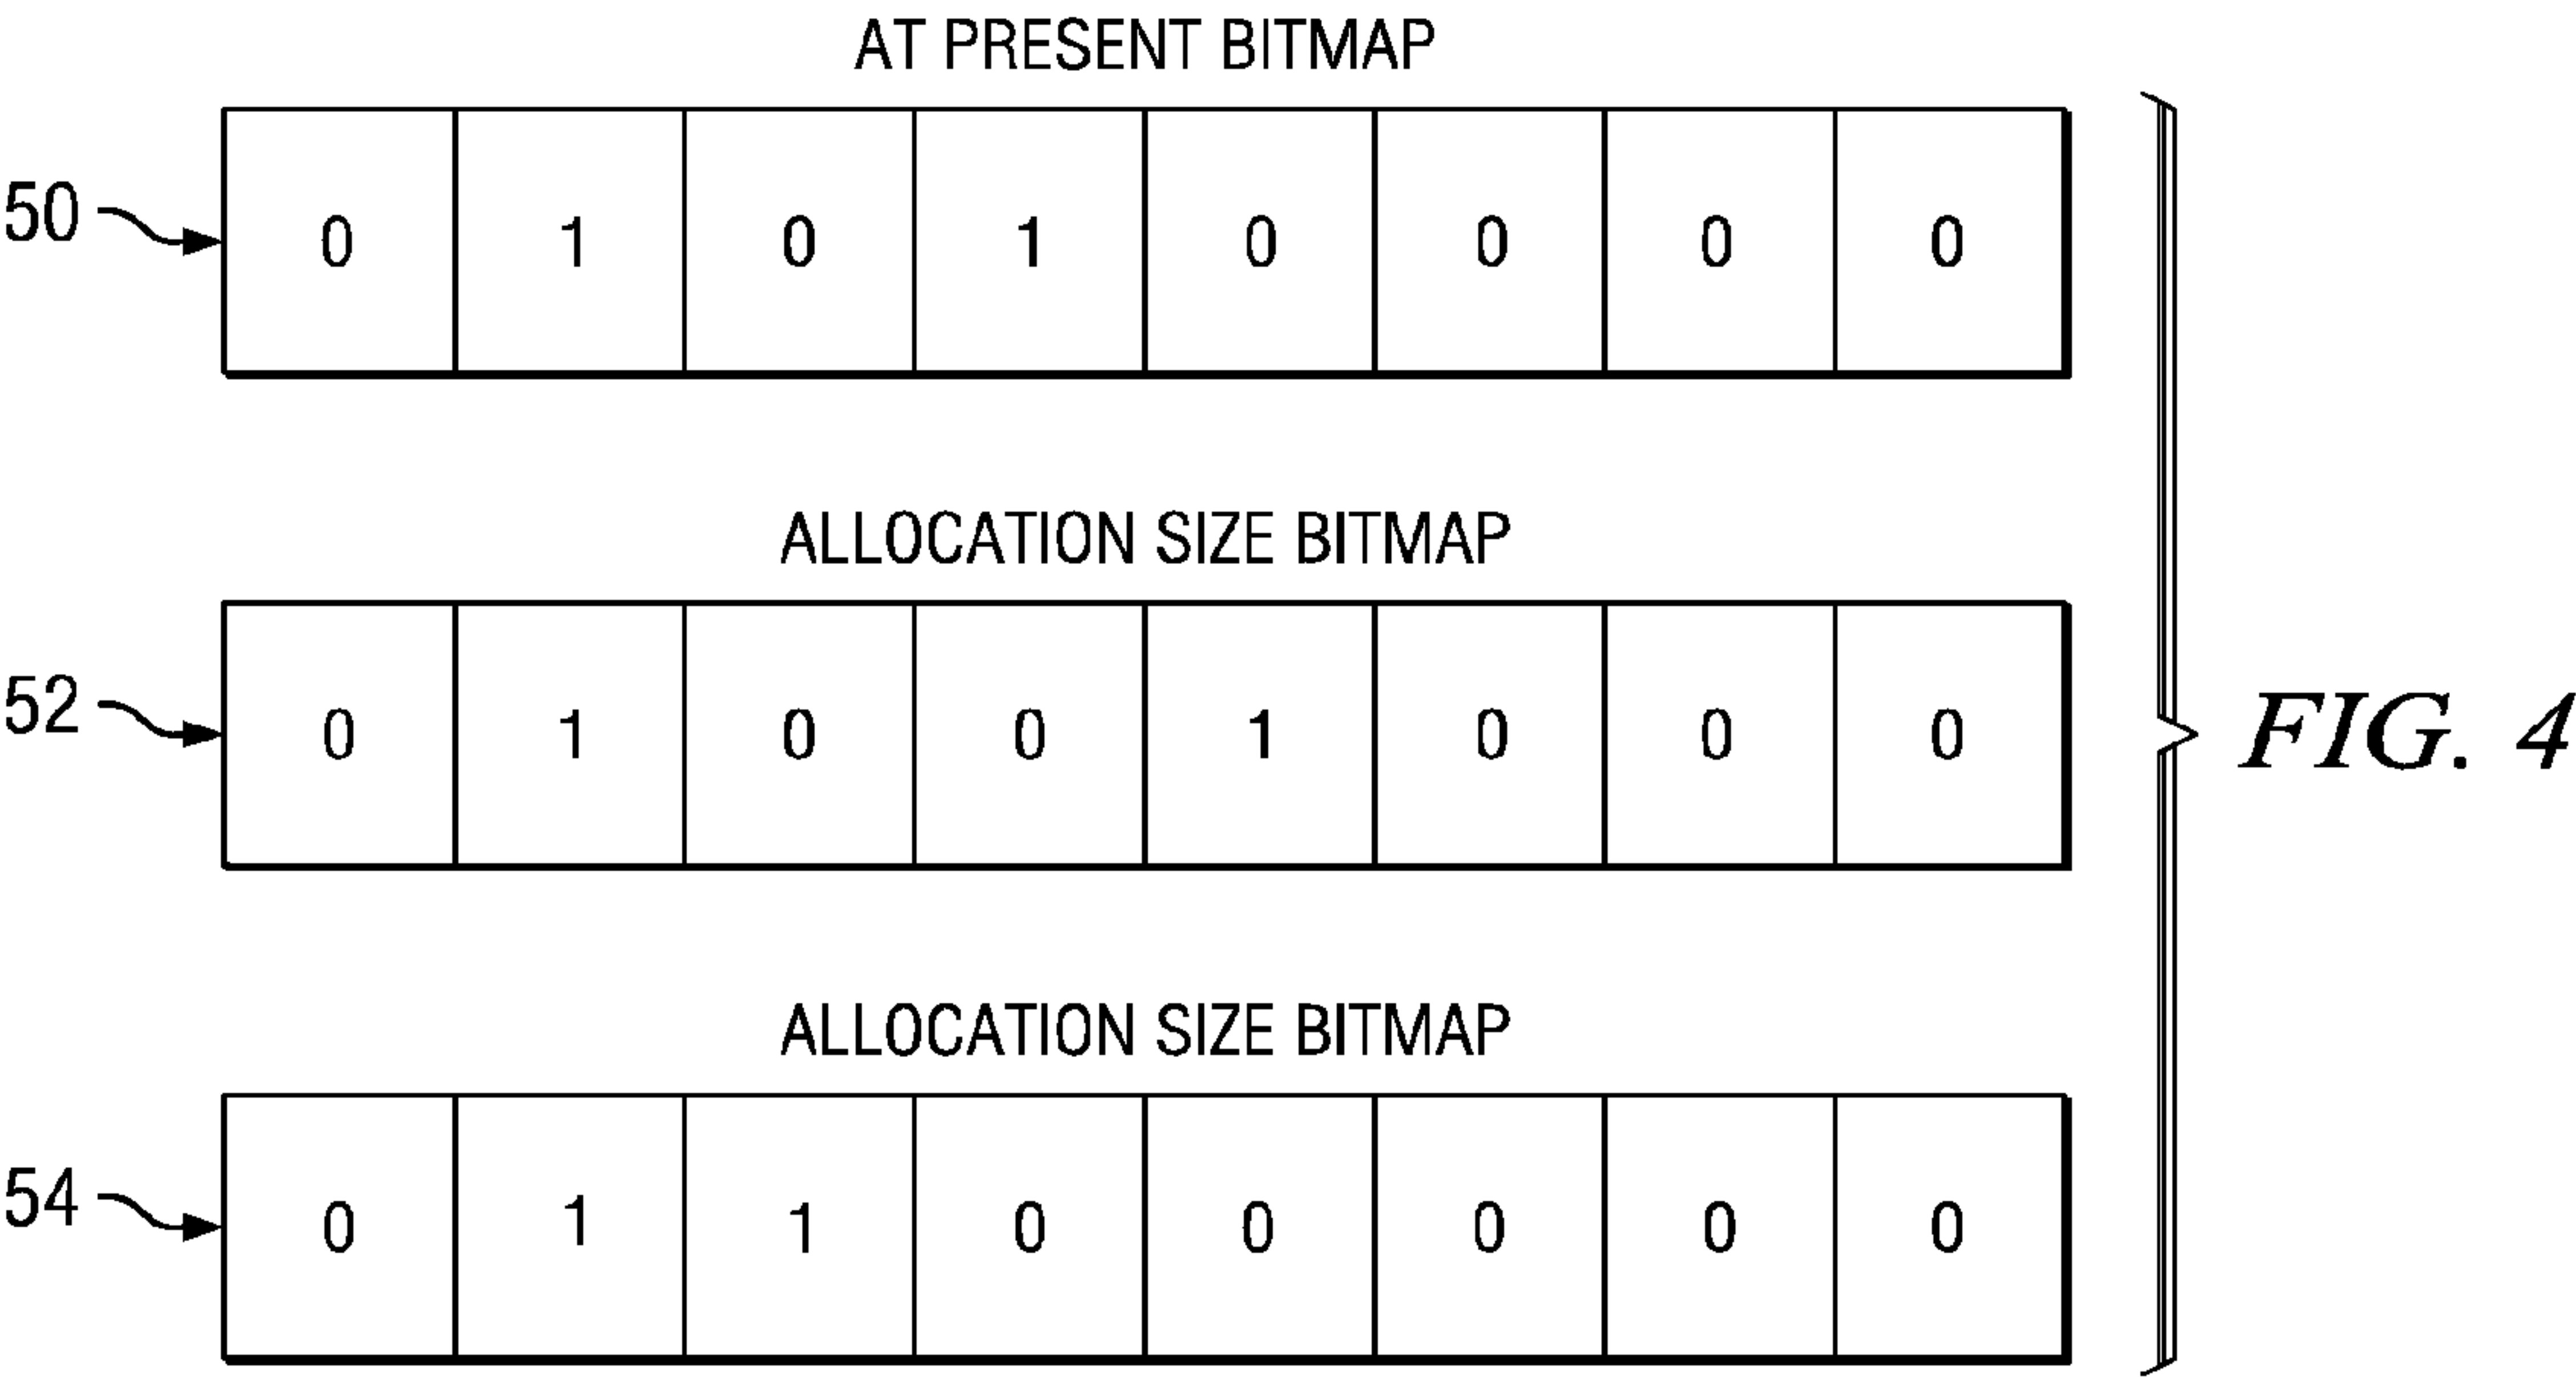 AT PRESENT BITMAP
50 0 1 0 1 0 0 0 0
ALLOCATION SIZE BITMAP
52 0 1 0 0 1 0 0 0
FIG. 4
ALLOCATION SIZE BITMAP
54 0 1 1 0 0 0 0 0